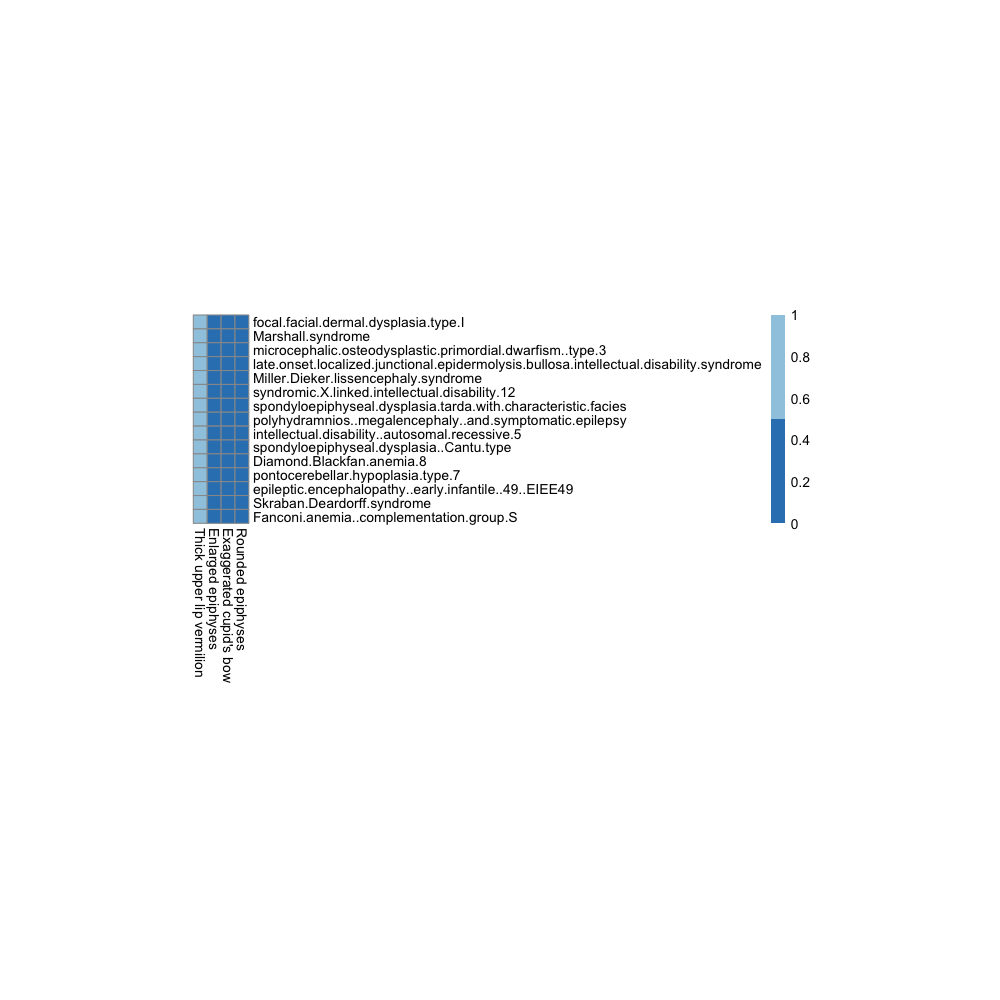 focal.facial.dermal.dysplasia.type.I
Marshall.syndrome
microcephalic.osteodysplastic.primordial.dwarfism..type.3
late.onset.localized.junctional.epidermolysis.bullosa.intellectual.disability.syndrome
Miller.Dieker.lissencephaly.syndrome
syndromic.X.linked.intellectual.disability.12
spondyloepiphyseal.dysplasia.tarda.with.characteristic.facies
polyhydramnios..megalencephaly..and.symptomatic.epilepsy
intellectual.disability..autosomal.recessive.5
spondyloepiphyseal.dysplasia..Cantu.type
Diamond.Blackfan.anemia.8
pontocerebellar.hypoplasia.type.7
epileptic.encephalopathy..early.infantile..49..EIEE49
Skraban.Deardorff.syndrome
Fanconi.anemia..complementation.group.S
Thick upper lip vermilion
Enlarged epiphyses
Exaggerated cupid's bow
Rounded epiphyses
1
0.8
0.6
0.4
0.2
0